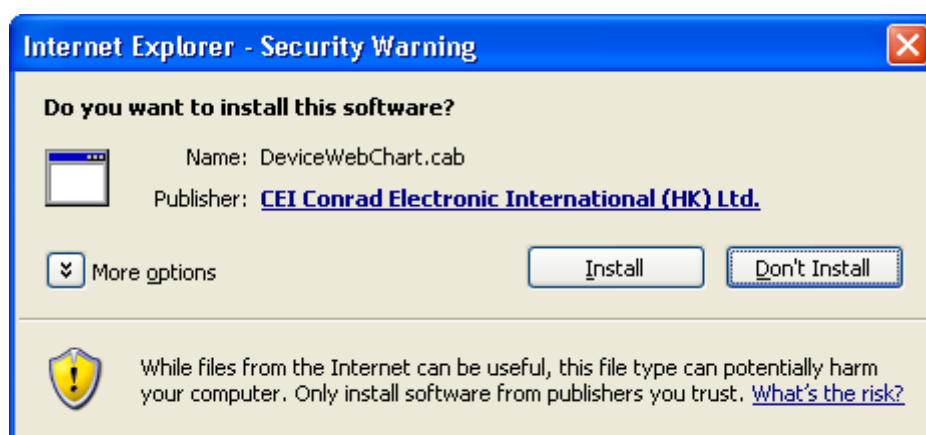 Internet Explorer - Security Warning
Do you want to install this software?
Name: DeviceWebChart.cab
Publisher: CEI Conrad Electronic International (HK) Ltd.
More options
Install
Don't Install
While files from the Internet can be useful, this file type can potentially harm
your computer. Only install software from publishers you trust. What's the risk?